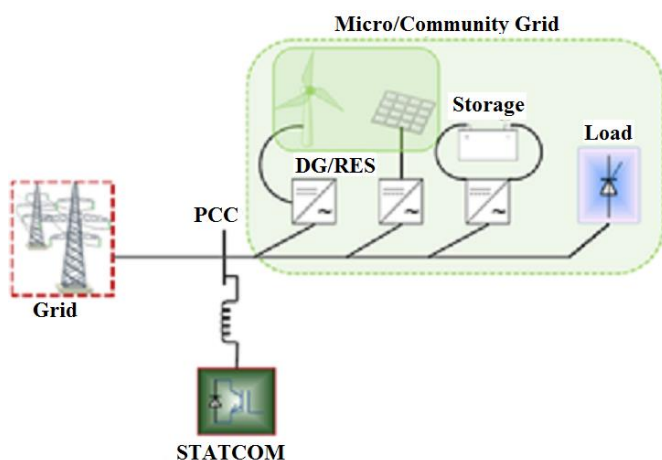 Micro/Community Grid
Storage
Load
DG/RES
PCC
Grid
STATCOM